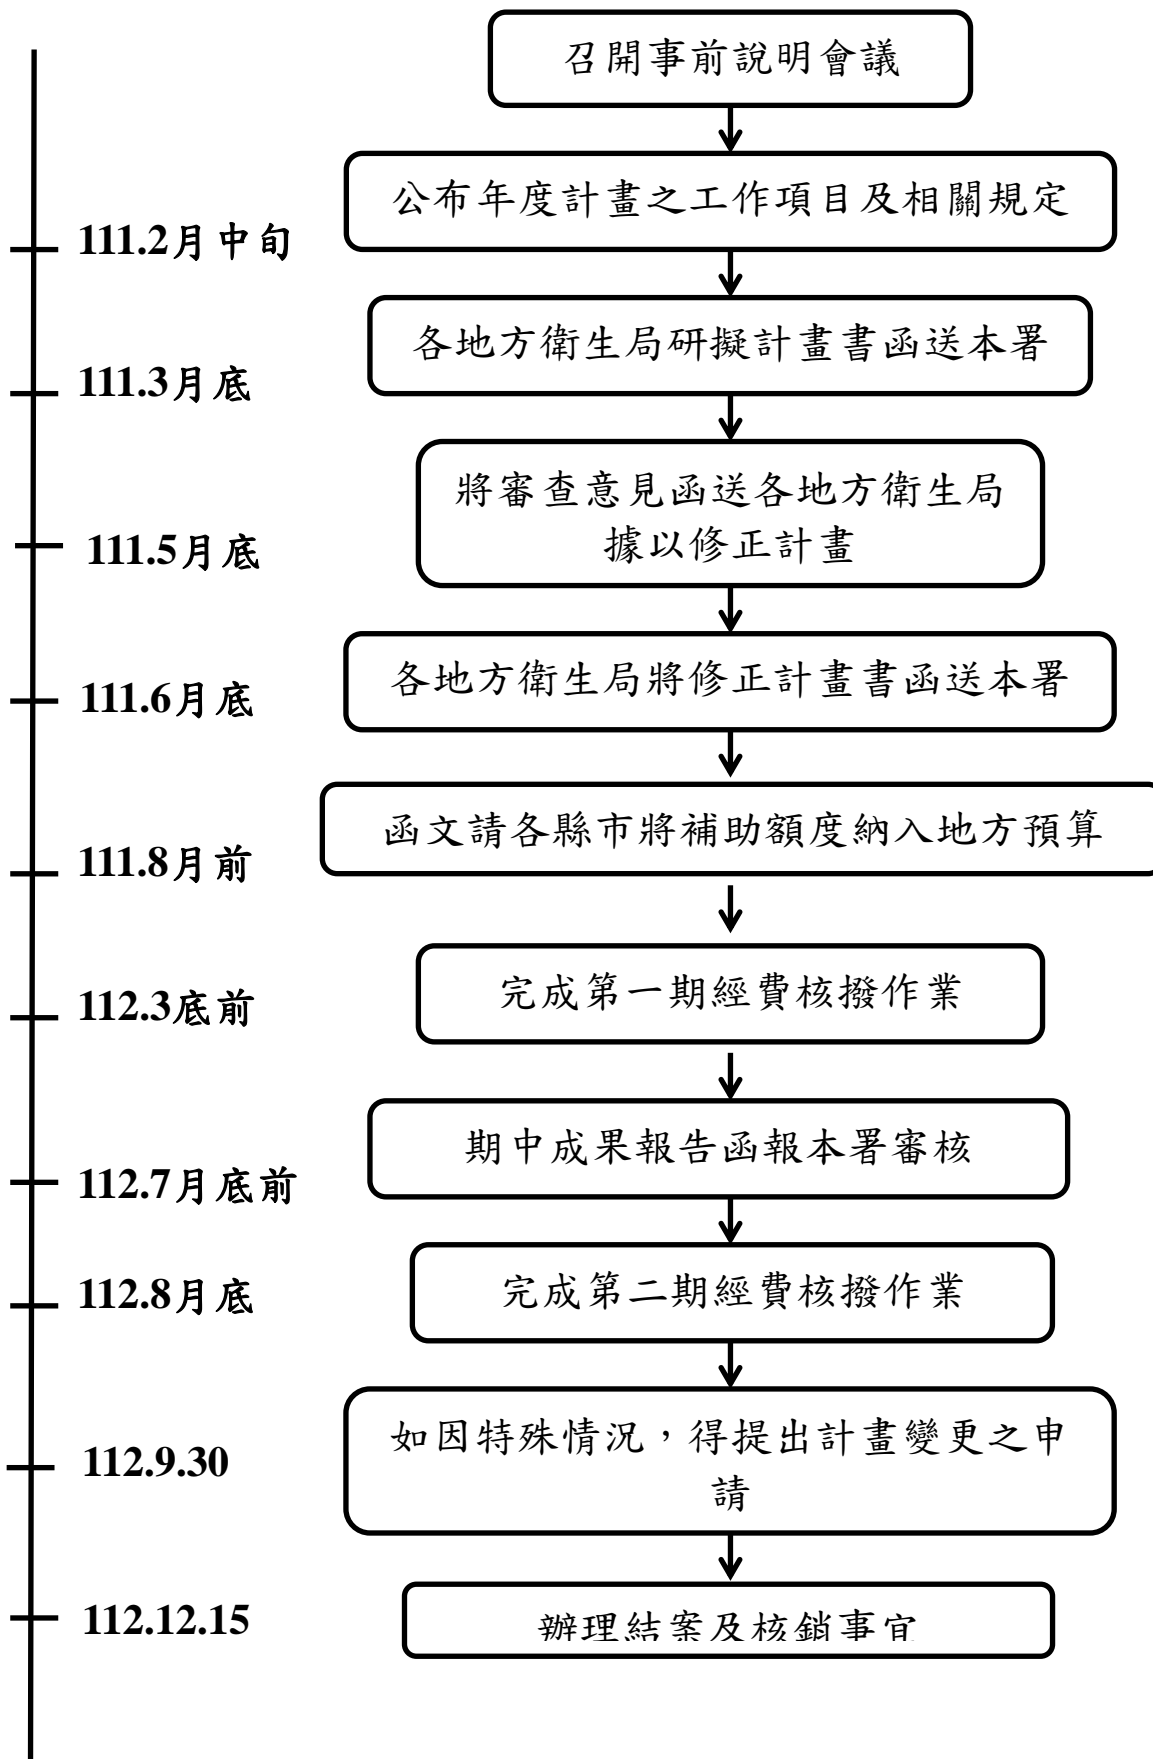 召開事前說明會議
公布年度計畫之工作項目及相關規定
111.2月中旬
各地方衛生局研擬計畫書函送本署
111.3月底
將審查意見函送各地方衛生局
據以修正計畫
111.5月底
各地方衛生局將修正計畫書函送本署
111.6月底
函文請各縣市將補助額度納入地方預算
111.8月前
完成第一期經費核撥作業
112.3底前
期中成果報告函報本署審核
112.7月底前
完成第二期經費核撥作業
112.8月底
如因特殊情況，得提出計畫變更之申
請
112.9.30
辦理結案及核銷事宜
112.12.15